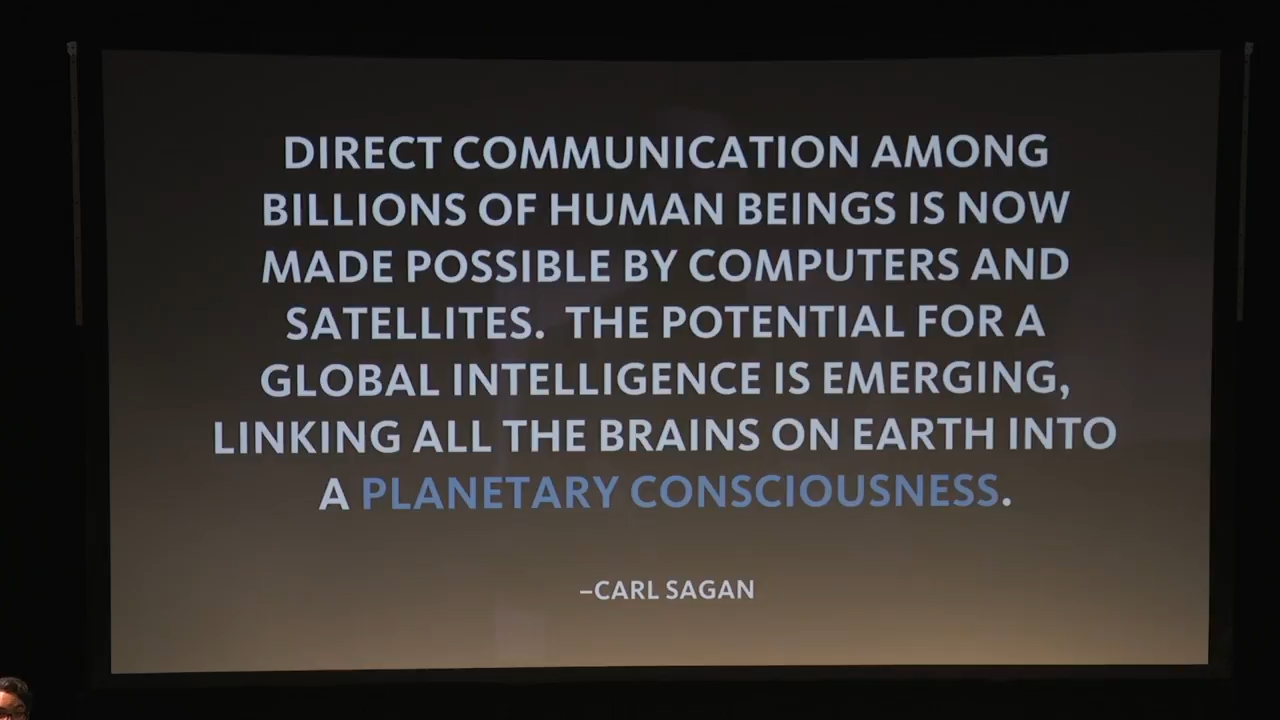 DIRECT COMMUNICATION AMONG
BILLIONS OF HUMAN BEINGS IS NOW
MADE POSSIBLE BY COMPUTERS AND
SATELLITES.  THE POTENTIAL FOR A
GLOBAL INTELLIGENCE IS EMERGING,
LINKING ALL THE BRAINS ON EARTH INTO
A PLANETARY CONSCIOUSNESS.
–CARL SAGAN